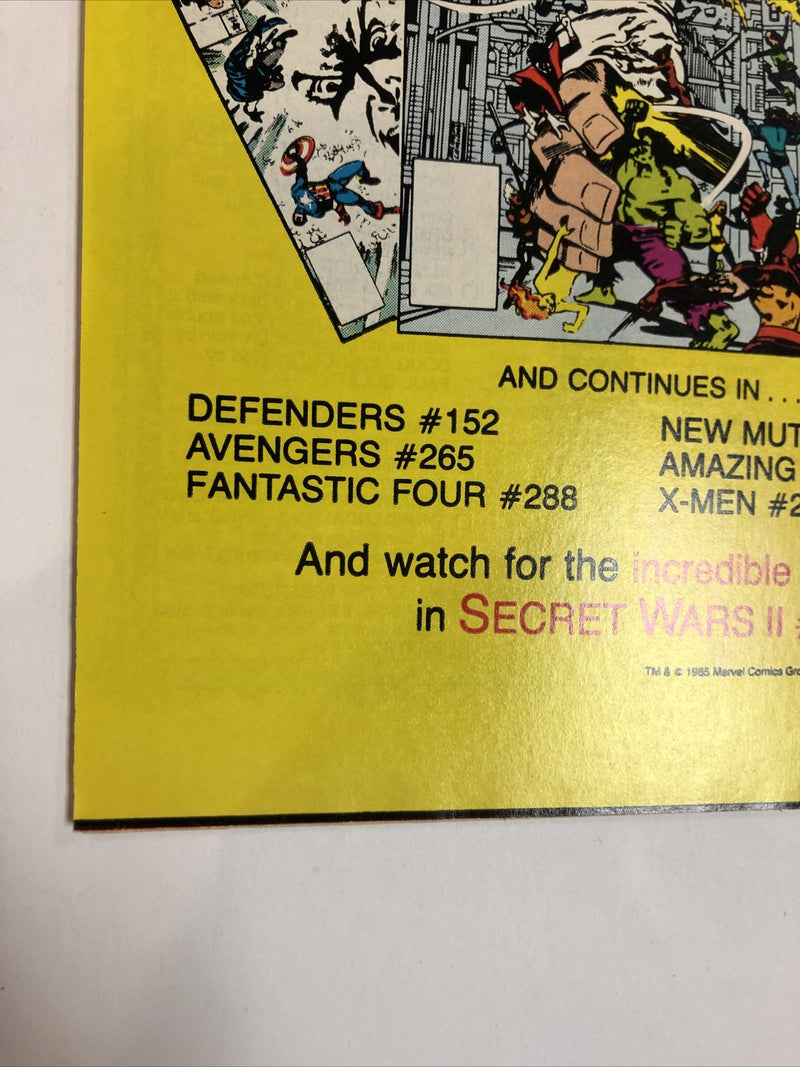 AND CONTINUES IN . . .
DEFENDERS #152
AVENGERS #265
FANTASTIC FOUR #288
NEW MUT
AMAZING
X-MEN #2
And watch for the incredible
in SECRET WARS II
TM & © 1985 Marvel Comics Gro